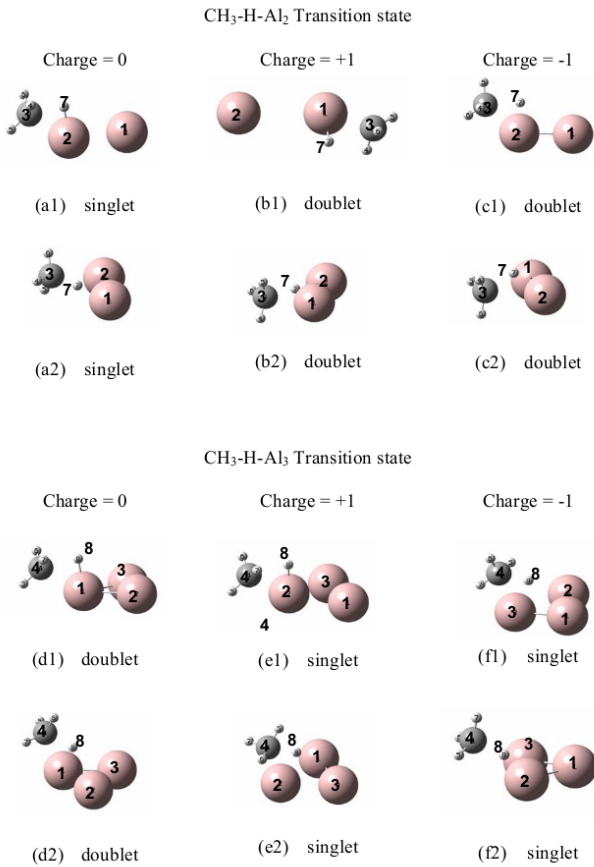 CH₃-H-Al₂ Transition state
Charge = 0 Charge = +1 Charge = -1
7 3 2 1
2 1 3 7
3 7 2 1
(a1) singlet (b1) doublet (c1) doublet
3 7 2 1
7 3 2 1
1 7 3 2
(a2) singlet (b2) doublet (c2) doublet
CH₃-H-Al₃ Transition state
Charge = 0 Charge = +1 Charge = -1
8 4 3 1 2
8 4 3 2 1 4
4 8 2 3 1
(d1) doublet (e1) singlet (f1) singlet
4 8 1 3 2
4 8 1 2 3
4 8 3 1 2
(d2) doublet (e2) singlet (f2) singlet